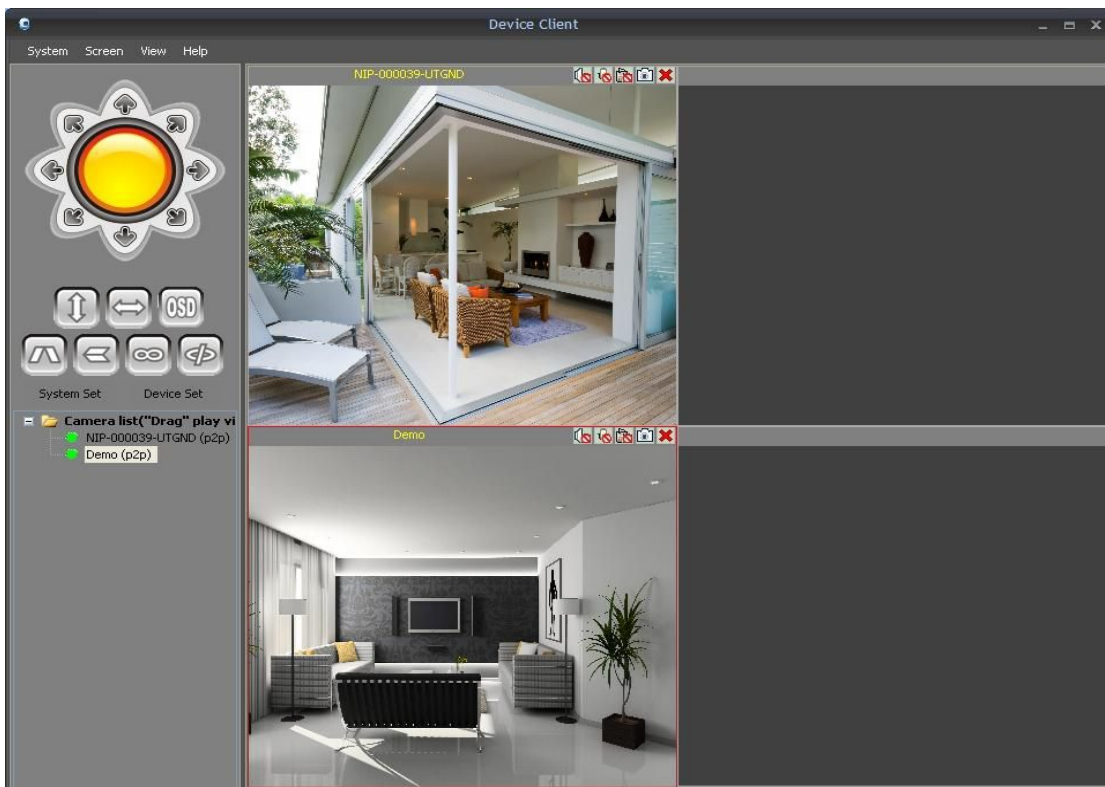 Device Client
System Screen View Help
NIP-000039-UTGND
OSD
System Set Device Set
Camera list("Drag" play vi
NIP-000039-UTGND (p2p)
Demo (p2p)
Demo